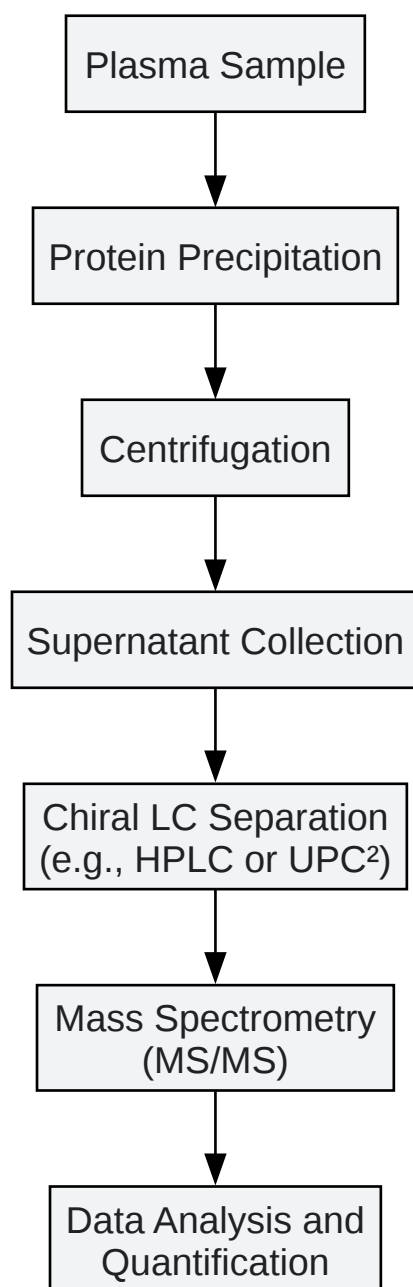 Plasma Sample
Protein Precipitation
Centrifugation
Supernatant Collection
Chiral LC Separation
(e.g., HPLC or UPC²)
Mass Spectrometry
(MS/MS)
Data Analysis and
Quantification